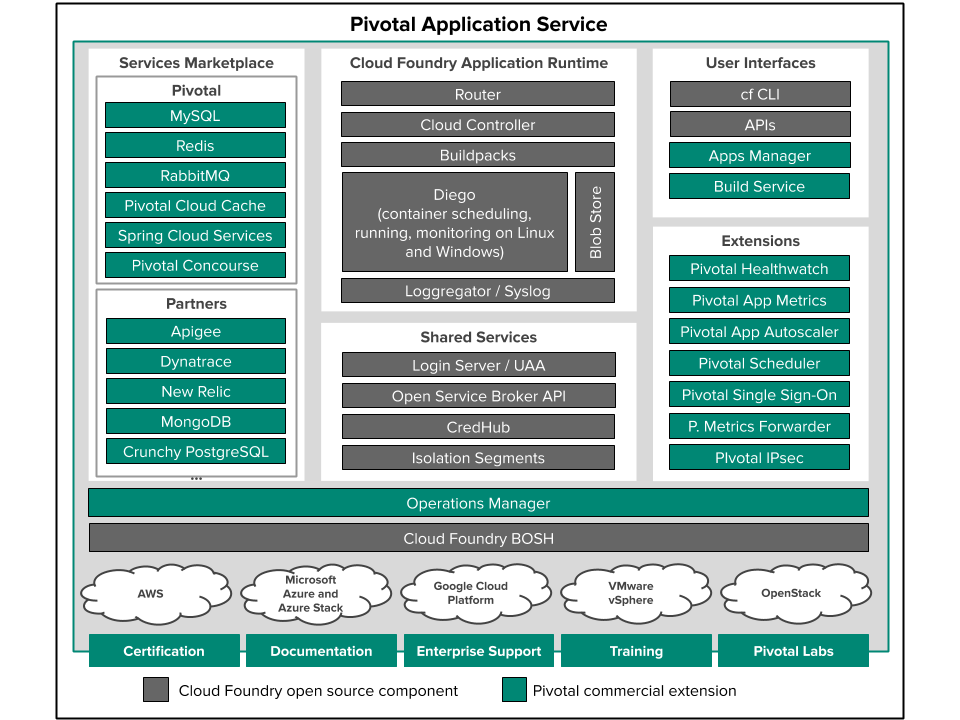 Pivotal Application Service
Services Marketplace
Pivotal
MySQL
Redis
RabbitMQ
Pivotal Cloud Cache
Spring Cloud Services
Pivotal Concourse
Partners
Apigee
Dynatrace
New Relic
MongoDB
Crunchy PostgreSQL
...
Cloud Foundry Application Runtime
Router
Cloud Controller
Buildpacks
Diego
(container scheduling,
running, monitoring on Linux
and Windows)
Blob Store
Loggregator / Syslog
Shared Services
Login Server / UAA
Open Service Broker API
CredHub
Isolation Segments
User Interfaces
cf CLI
APIs
Apps Manager
Build Service
Extensions
Pivotal Healthwatch
Pivotal App Metrics
Pivotal App Autoscaler
Pivotal Scheduler
Pivotal Single Sign-On
P. Metrics Forwarder
PIvotal IPsec
Operations Manager
Cloud Foundry BOSH
AWS
Microsoft
Azure and
Azure Stack
Google Cloud
Platform
VMware
vSphere
OpenStack
Certification
Documentation
Enterprise Support
Training
Pivotal Labs
Cloud Foundry open source component
Pivotal commercial extension